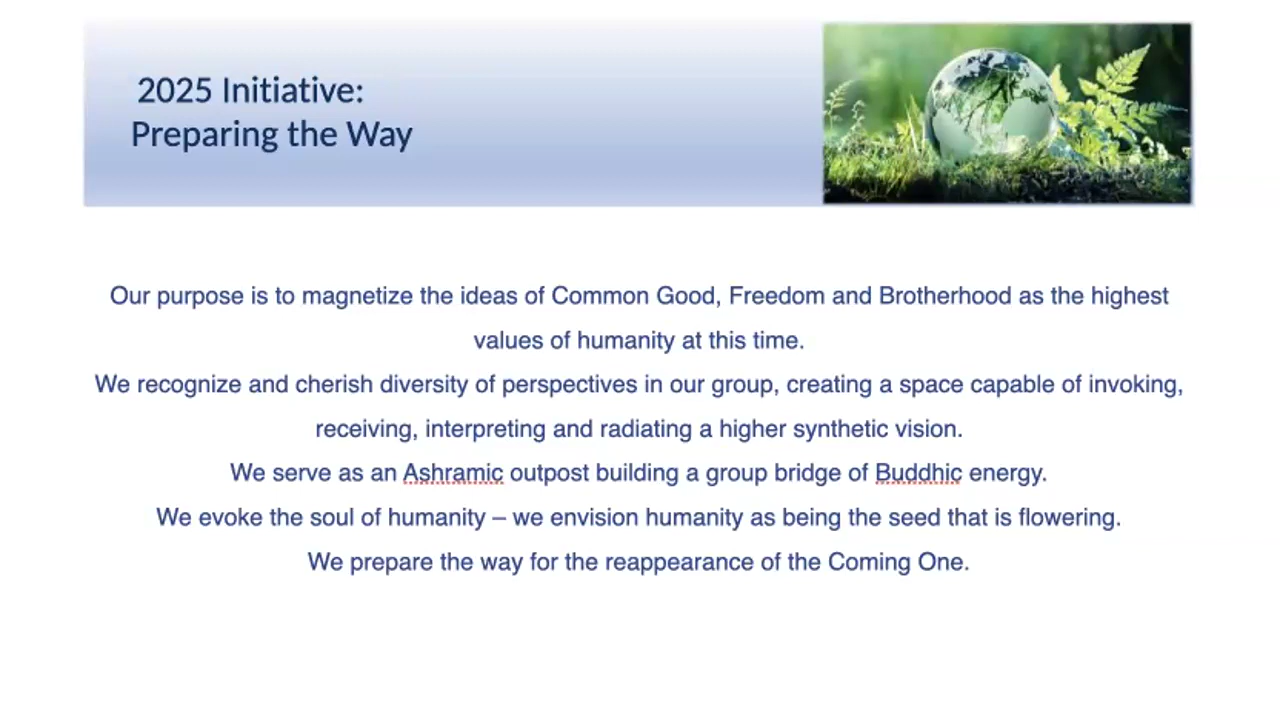 2025 Initiative:
Preparing the Way
Our purpose is to magnetize the ideas of Common Good, Freedom and Brotherhood as the highest
values of humanity at this time.
We recognize and cherish diversity of perspectives in our group, creating a space capable of invoking,
receiving, interpreting and radiating a higher synthetic vision.
We serve as an Ashramic outpost building a group bridge of Buddhic energy.
We evoke the soul of humanity – we envision humanity as being the seed that is flowering.
We prepare the way for the reappearance of the Coming One.